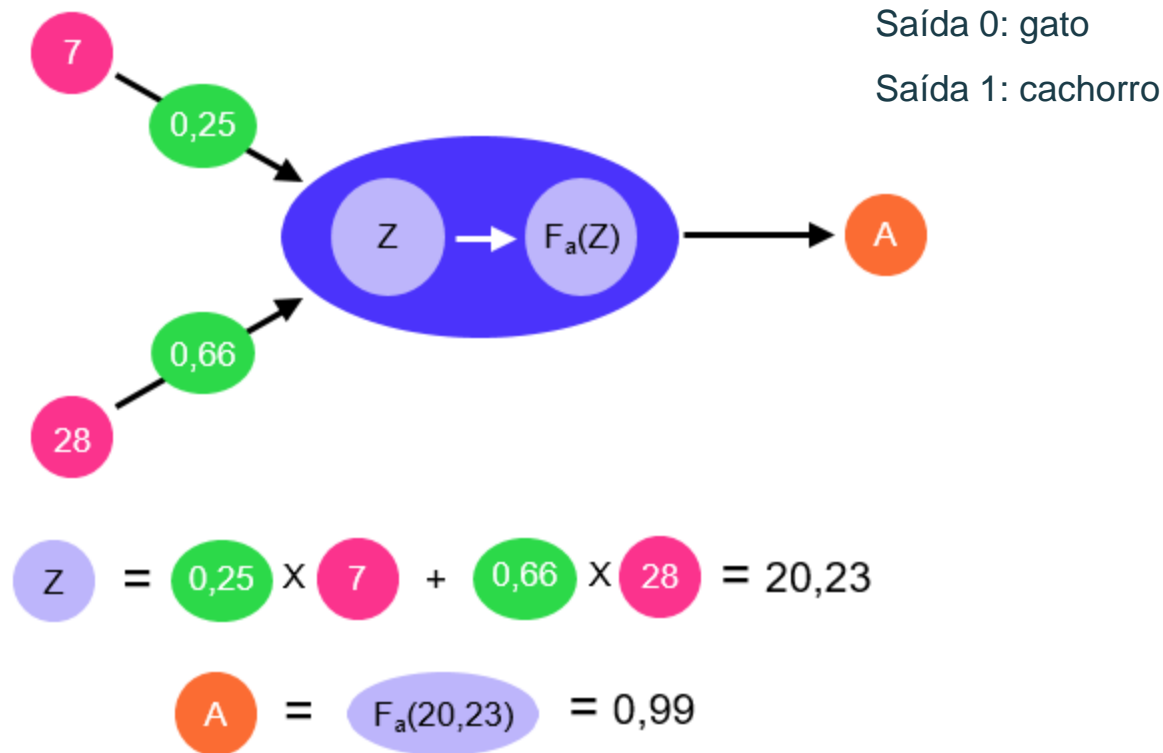 Saída 0: gato
Saída 1: cachorro
7
0,25
Z
Fₐ(Z)
A
0,66
28
Z = 0,25 X 7 + 0,66 X 28 = 20,23
A = Fₐ(20,23) = 0,99